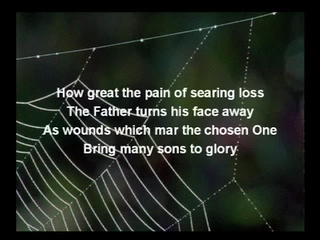 How great the pain of searing loss
The Father turns his face away
As wounds which mar the chosen One
Bring many sons to glory